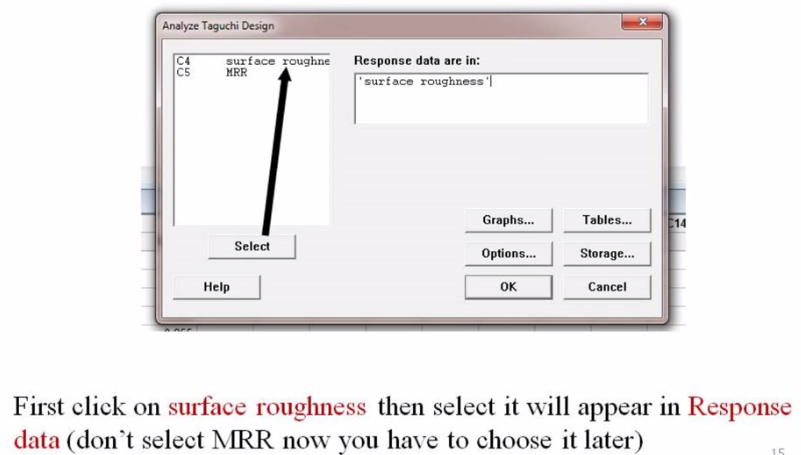 Analyze Taguchi Design
C4 surface roughne
C5 MRR
Response data are in:
'surface roughness'
Select
Graphs...
Tables...
Options...
Storage...
Help
OK
Cancel
C14
First click on surface roughness then select it will appear in Response
data (don't select MRR now you have to choose it later)
15